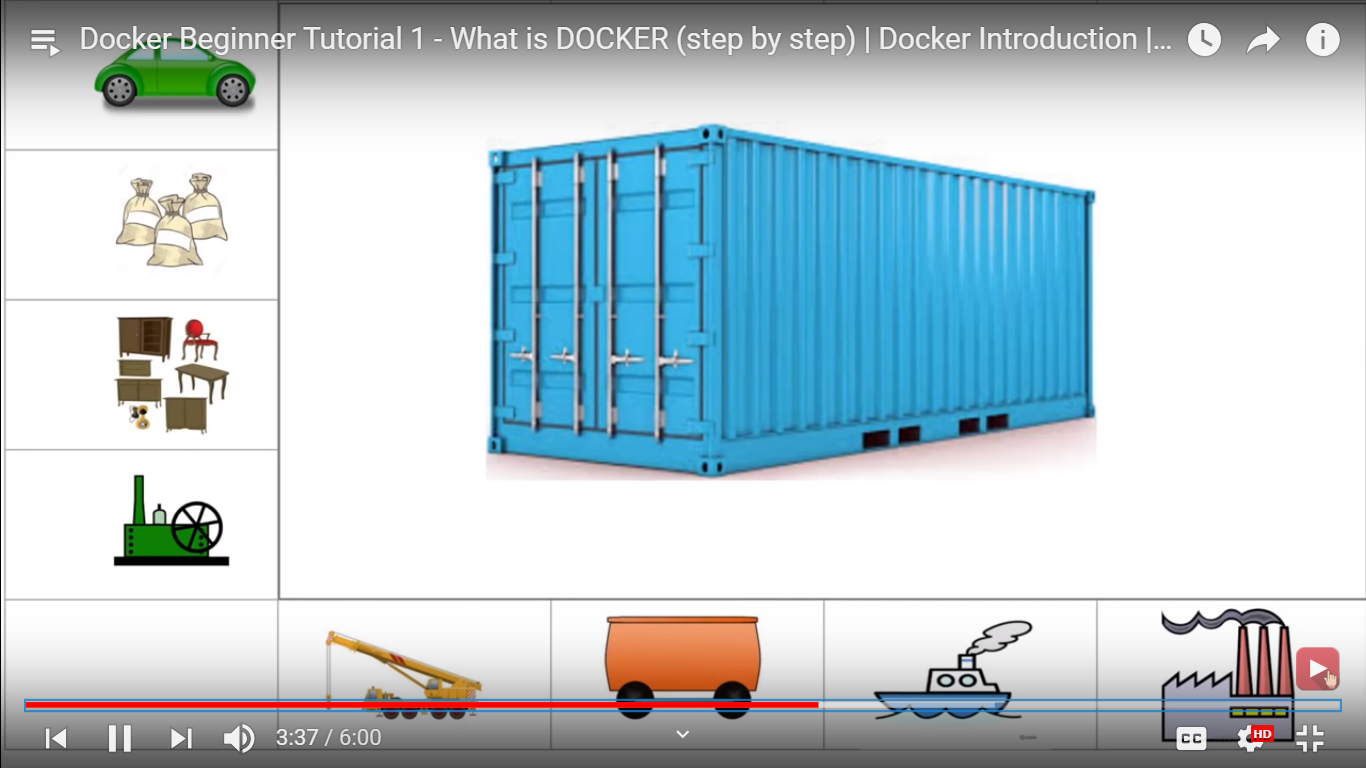 Docker Beginner Tutorial 1 - What is DOCKER (step by step) | Docker Introduction |...
3:37 / 6:00
CC
HD